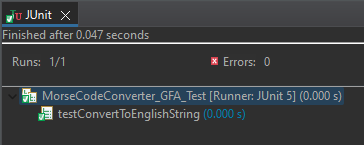 JUnit
Finished after 0.047 seconds
Runs: 1/1 Errors: 0
MorseCodeConverter_GFA_Test [Runner: JUnit 5] (0.000 s)
testConvertToEnglishString (0.000 s)